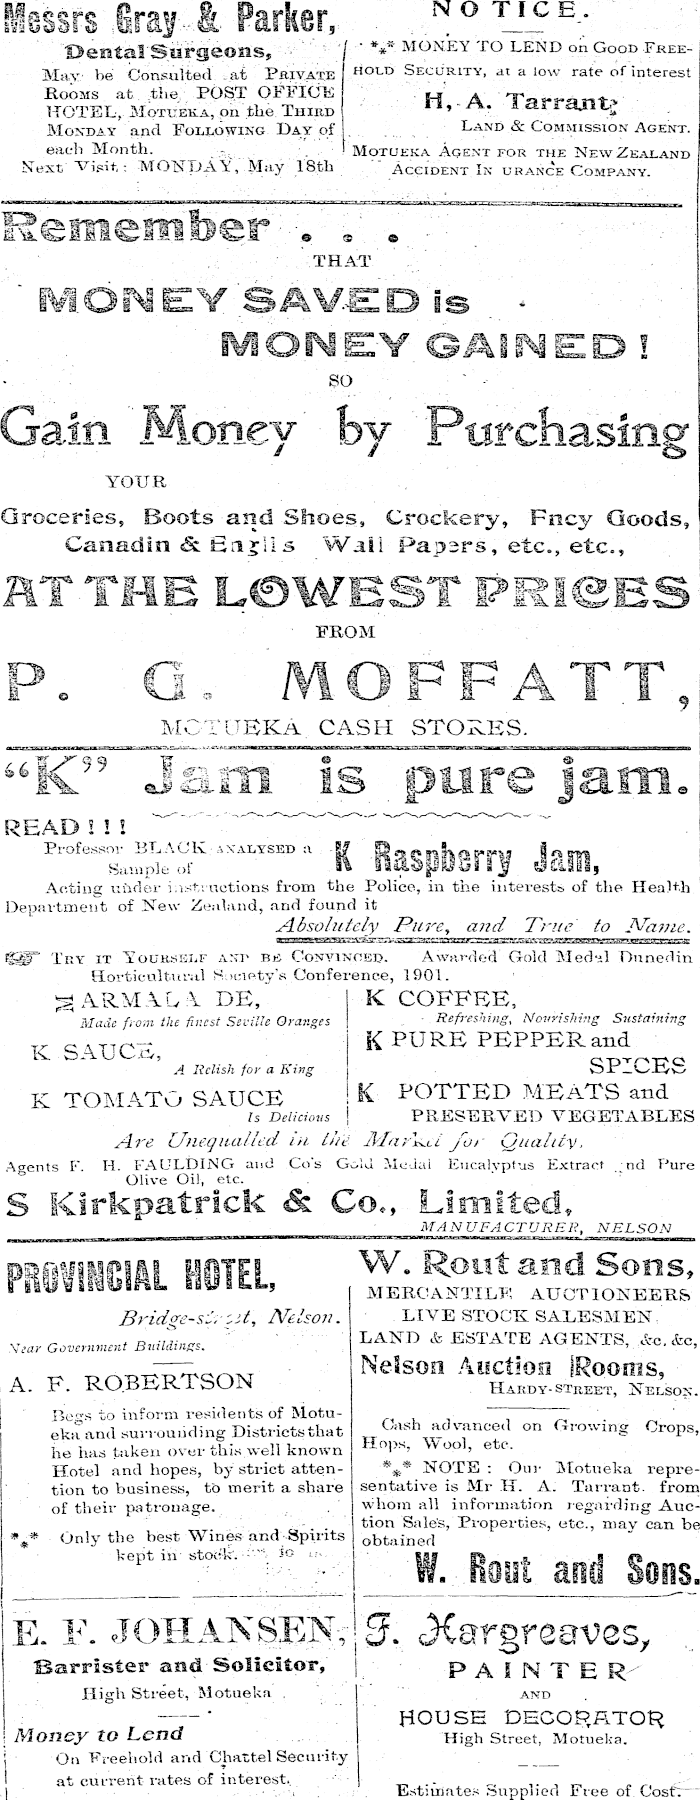 Messrs Gray & Parker,
Dental Surgeons,
May be Consulted at PRIVATE
ROOMS at the POST OFFICE
HOTEL, MOTUEKA, on the THIRD
MONDAY and FOLLOWING DAY of
each Month.
Next Visit: MONDAY, May 18th
NOTICE.
*** MONEY TO LEND on GOOD FREE-
HOLD SECURITY, at a low rate of interest
H, A. Tarrant,
LAND & COMMISSION AGENT.
MOTUEKA AGENT FOR THE NEW ZEALAND
ACCIDENT IN URANCE COMPANY.
Remember . . .
THAT
MONEY SAVED is
MONEY GAINED!
SO
Gain Money by Purchasing
YOUR
Groceries, Boots and Shoes, Crockery, Fncy Goods,
Canadin & Englis Wall Papers, etc., etc.,
AT THE LOWEST PRICES
FROM
P. G. MOFFATT,
MOTUEKA CASH STORES.
"K" Jam is pure jam.
READ!!!
Professor BLACK ANALYSED a
Sample of
K Raspberry Jam,
Acting under instructions from the Police, in the interests of the Health
Department of New Zealand, and found it
Absolutely Pure, and True to Name.
☞ TRY IT YOURSELF AND BE CONVINCED. Awarded Gold Medal Dunedin
Horticultural Society's Conference, 1901.
MARMALADE,
Made from the finest Seville Oranges
K SAUCE,
A Relish for a King
K TOMATO SAUCE
Is Delicious
K COFFEE,
Refreshing, Nourishing Sustaining
K PURE PEPPER and
SPICES
K POTTED MEATS and
PRESERVED VEGETABLES
Are Unequalled in the Market for Quality.
Agents F. H. FAULDING and Co's Gold Medal Eucalyptus Extract nd Pure
Olive Oil, etc.
S Kirkpatrick & Co., Limited,
MANUFACTURER, NELSON
PROVINCIAL HOTEL,
Bridge-street, Nelson.
Near Government Buildings.
A. F. ROBERTSON
Begs to inform residents of Motu-
eka and surrounding Districts that
he has taken over this well known
Hotel and hopes, by strict atten-
tion to business, to merit a share
of their patronage.
*** Only the best Wines and Spirits
kept in stock.
W. Rout and Sons,
MERCANTILE AUCTIONEERS
LIVE STOCK SALESMEN
LAND & ESTATE AGENTS, &c. &c,
Nelson Auction Rooms,
HARDY-STREET, NELSON.
Cash advanced on Growing Crops,
Hops, Wool, etc.
*** NOTE: Our Motueka repre-
sentative is Mr H. A. Tarrant. from
whom all information regarding Auc-
tion Sales, Properties, etc., may can be
obtained
W. Rout and Sons.
E. F. JOHANSEN,
Barrister and Solicitor,
High Street, Motueka
Money to Lend
On Freehold and Chattel Security
at current rates of interest.
F. Hargreaves,
PAINTER
AND
HOUSE DECORATOR
High Street, Motueka.
Estimates Supplied Free of Cost.